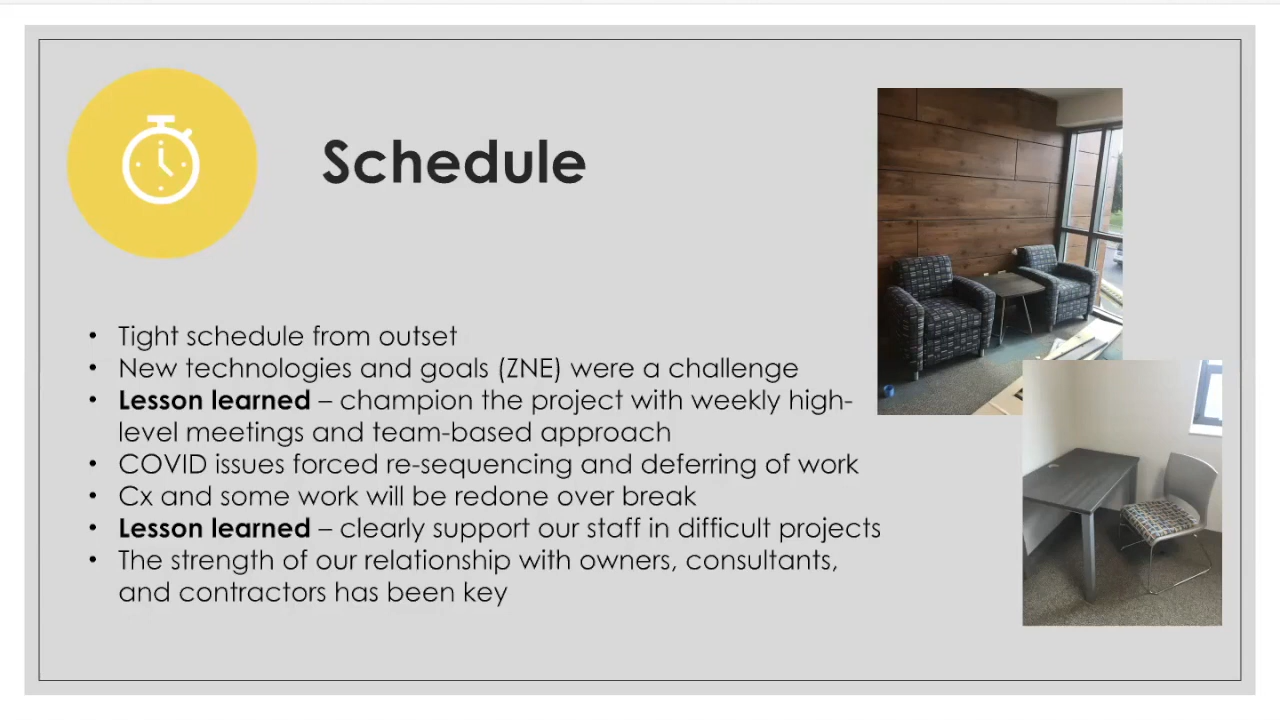 Schedule
• Tight schedule from outset
• New technologies and goals (ZNE) were a challenge
• Lesson learned – champion the project with weekly high-
level meetings and team-based approach
• COVID issues forced re-sequencing and deferring of work
• Cx and some work will be redone over break
• Lesson learned – clearly support our staff in difficult projects
• The strength of our relationship with owners, consultants,
and contractors has been key